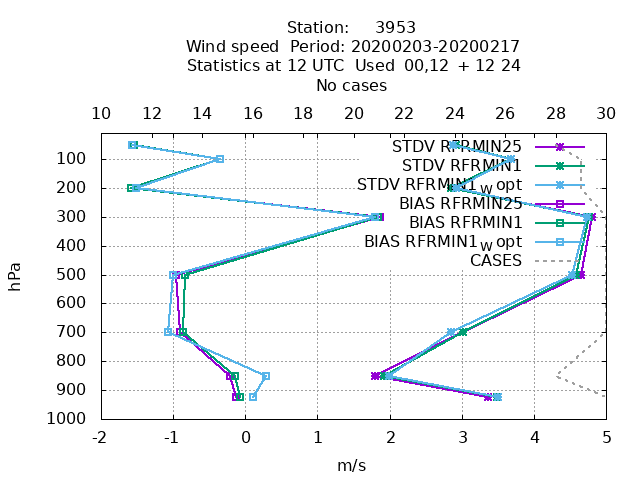 Station: 3953
Wind speed Period: 20200203-20200217
Statistics at 12 UTC Used 00,12 + 12 24
No cases
10 12 14 16 18 20 22 24 26 28 30
STDV RFRMIN25
STDV RFRMIN1
STDV RFRMIN1w opt
BIAS RFRMIN25
BIAS RFRMIN1
BIAS RFRMIN1w opt
CASES
100
200
300
400
500
600
700
800
900
1000
hPa
-2 -1 0 1 2 3 4 5
m/s